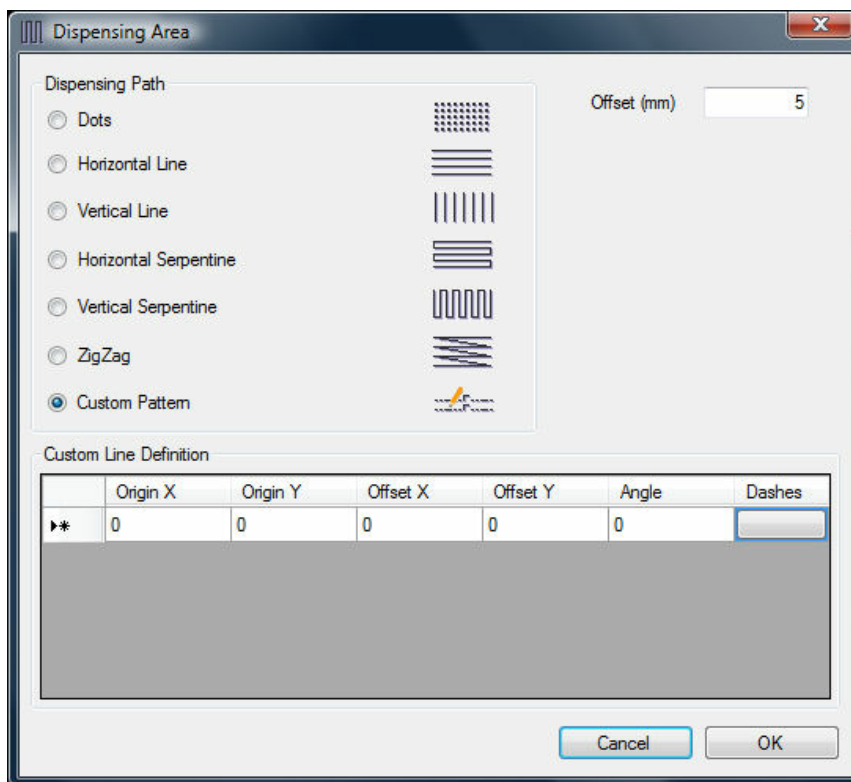 Dispensing Area
Dispensing Path
Offset (mm) 5
Dots
Horizontal Line
Vertical Line
Horizontal Serpentine
Vertical Serpentine
ZigZag
Custom Pattern
Custom Line Definition
Origin X Origin Y Offset X Offset Y Angle Dashes
0 0 0 0 0
Cancel OK